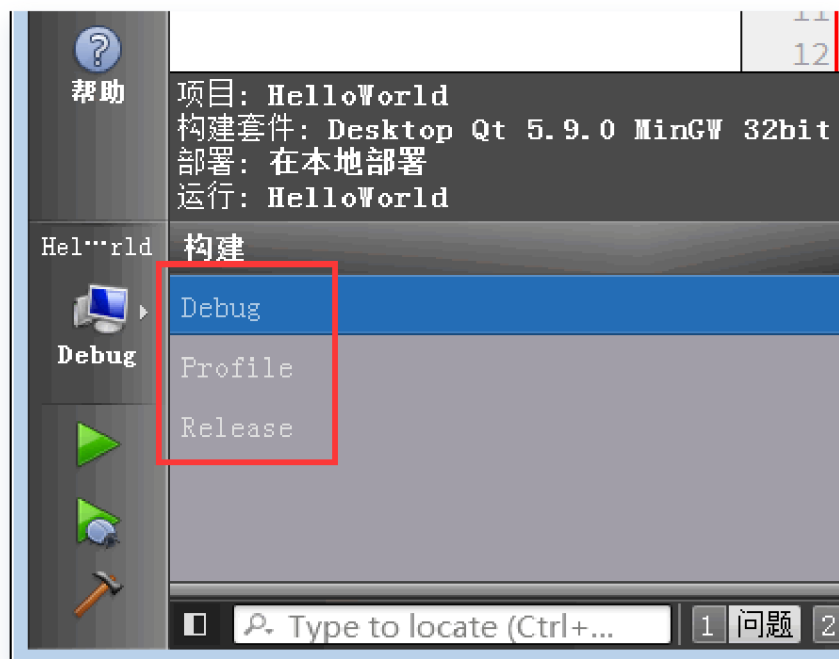 11
12
帮助
项目: HelloWorld
构建套件: Desktop Qt 5.9.0 MinGW 32bit
部署: 在本地部署
运行: HelloWorld
Hel…rld
构建
Debug
Profile
Release
Debug
Type to locate (Ctrl+...
1 问题 2